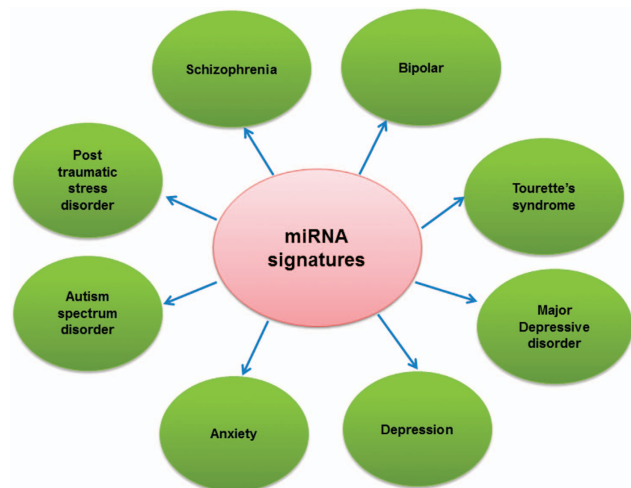 Schizophrenia
Bipolar
Post
traumatic
stress
disorder
Tourette's
syndrome
miRNA
signatures
Autism
spectrum
disorder
Major
Depressive
disorder
Anxiety
Depression